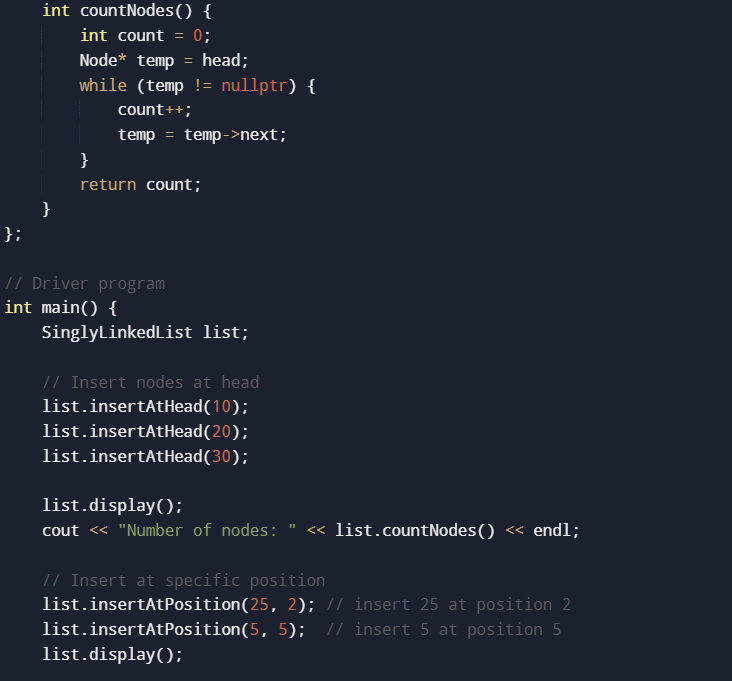 int countNodes() {
int count = 0;
Node* temp = head;
while (temp != nullptr) {
count++;
temp = temp->next;
}
return count;
}
};
// Driver program
int main() {
SinglyLinkedList list;
// Insert nodes at head
list.insertAtHead(10);
list.insertAtHead(20);
list.insertAtHead(30);
list.display();
cout << "Number of nodes: " << list.countNodes() << endl;
// Insert at specific position
list.insertAtPosition(25, 2); // insert 25 at position 2
list.insertAtPosition(5, 5);  // insert 5 at position 5
list.display();